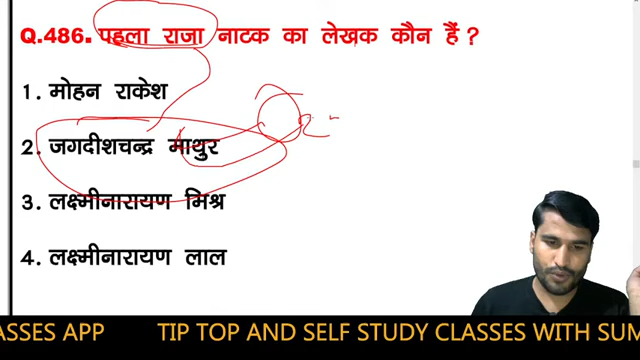 Q.486. पहला राजा नाटक का लेखक कौन हैं ?
1. मोहन राकेश
2. जगदीशचन्द्र माथुर
3. लक्ष्मीनारायण मिश्र
4. लक्ष्मीनारायण लाल
ASSES APP TIP TOP AND SELF STUDY CLASSES WITH SUM